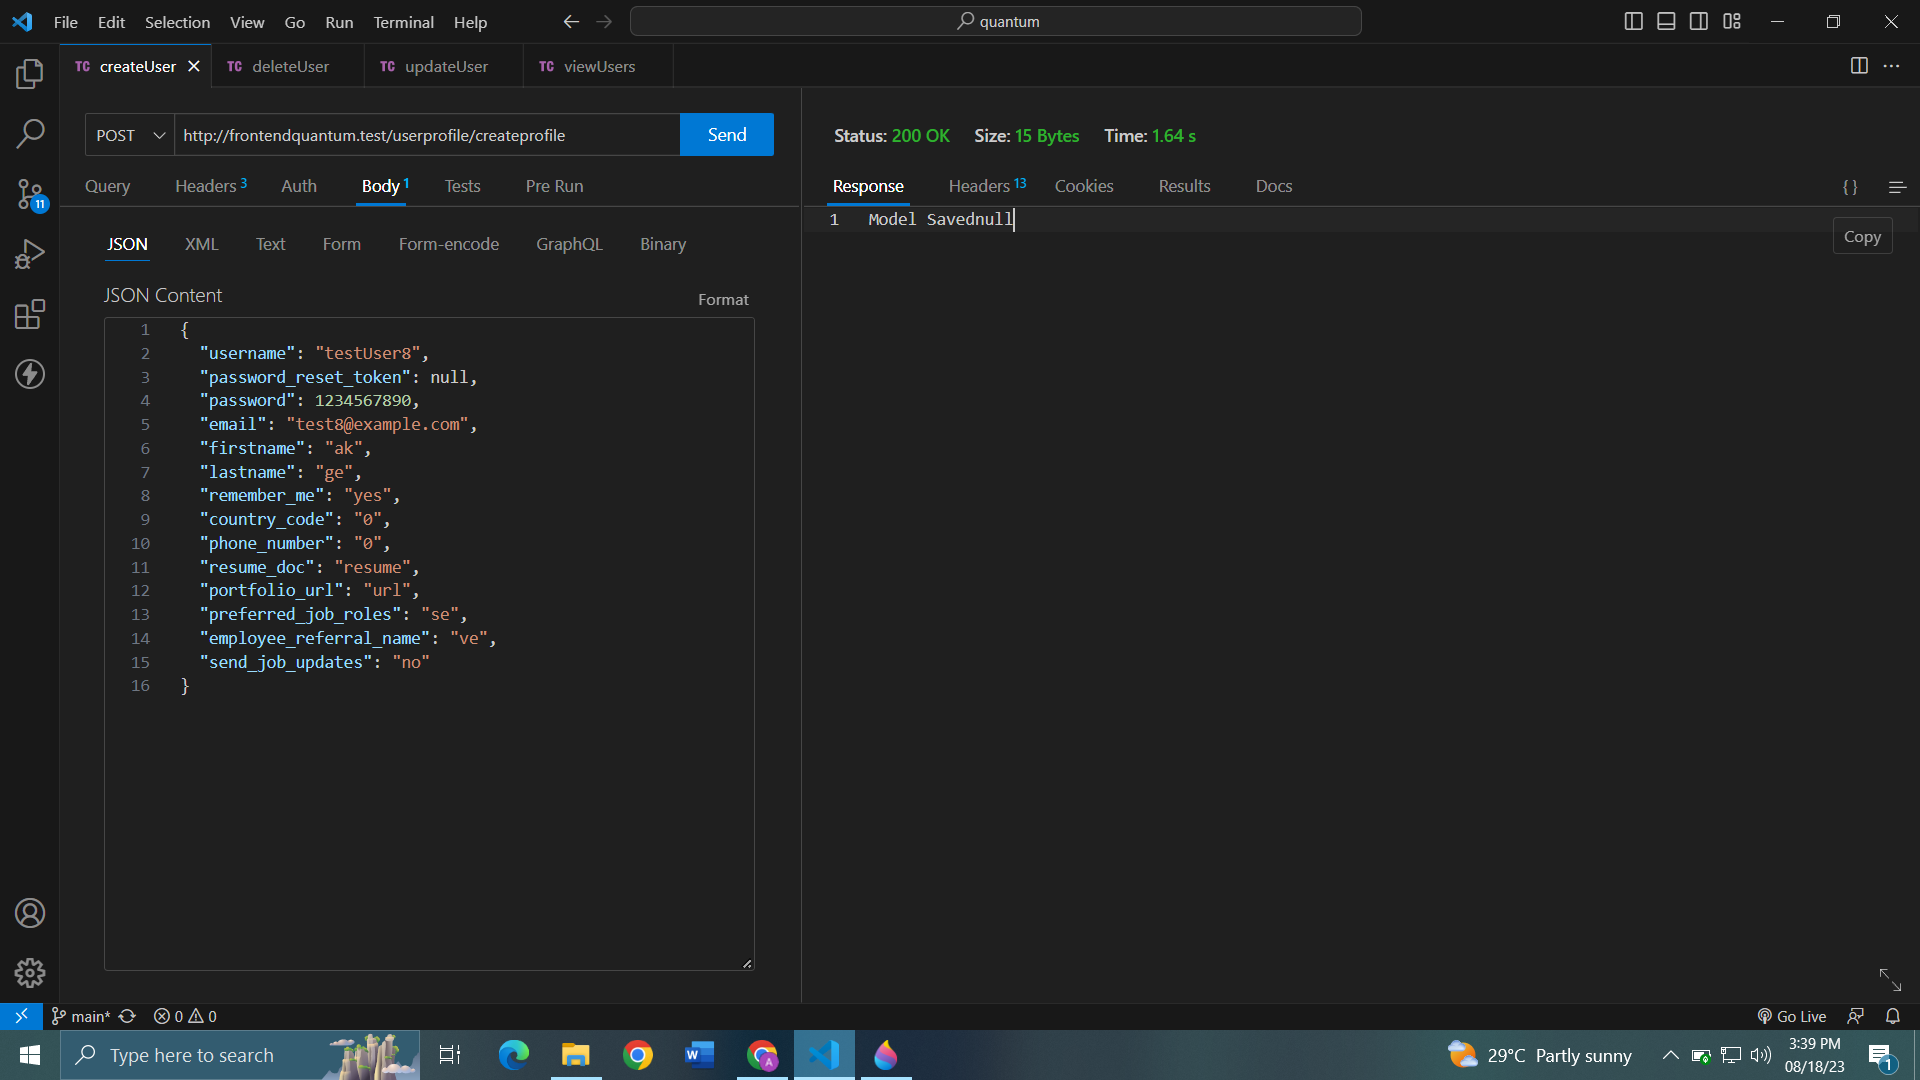 File Edit Selection View Go Run Terminal Help
quantum
TC createUser
TC deleteUser
TC updateUser
TC viewUsers
POST
http://frontendquantum.test/userprofile/createprofile
Send
Status: 200 OK Size: 15 Bytes Time: 1.64 s
Query Headers 3 Auth Body 1 Tests Pre Run
Response Headers 13 Cookies Results Docs
{ }
11
1 Model Savednull
Copy
JSON XML Text Form Form-encode GraphQL Binary
JSON Content
Format
1 {
2 "username": "testUser8",
3 "password_reset_token": null,
4 "password": 1234567890,
5 "email": "test8@example.com",
6 "firstname": "ak",
7 "lastname": "ge",
8 "remember_me": "yes",
9 "country_code": "0",
10 "phone_number": "0",
11 "resume_doc": "resume",
12 "portfolio_url": "url",
13 "preferred_job_roles": "se",
14 "employee_referral_name": "ve",
15 "send_job_updates": "no"
16 }
main* 0 0
Go Live
Type here to search
W
A
29°C Partly sunny
3:39 PM
08/18/23
1